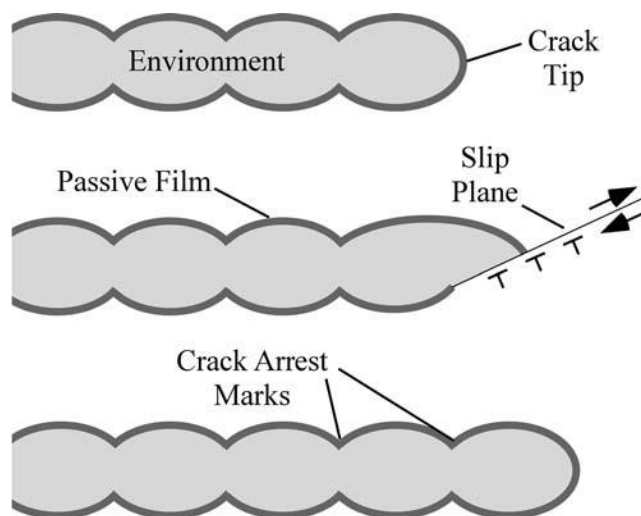 Environment
Crack
Tip
Slip
Plane
Passive Film
Crack Arrest
Marks